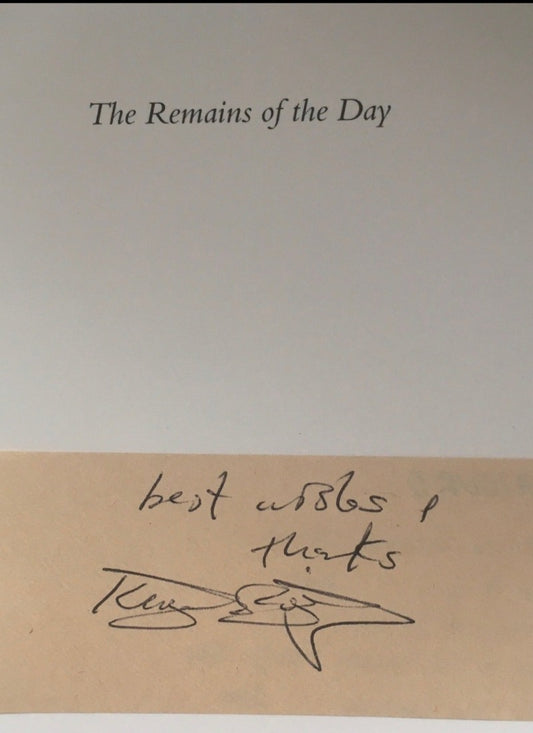 The Remains of the Day
best wishes &
thanks